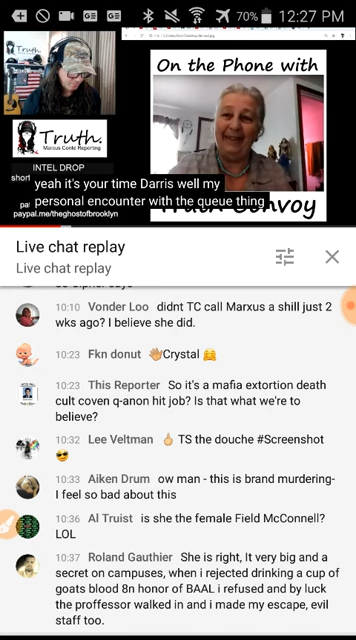 70% 12:27 PM
Truth.
On the Phone with
Truth.
Marcus Conte Reporting
INTEL DROP
short
yeah it's your time Darris well my
personal encounter with the queue thing
paypal.me/theghostofbrooklyn
Truth Convoy
Live chat replay
Live chat replay
10:10 Vonder Loo didnt TC call Marxus a shill just 2
wks ago? I believe she did.
10:23 Fkn donut 👋Crystal 🤗
10:23 This Reporter So it's a mafia extortion death
cult coven q-anon hit job? Is that what we're to
believe?
10:32 Lee Veltman 🖕 TS the douche #Screenshot
😎
10:33 Aiken Drum ow man - this is brand murdering-
I feel so bad about this
10:36 Al Truist is she the female Field McConnell?
LOL
10:37 Roland Gauthier She is right, It very big and a
secret on campuses, when i rejected drinking a cup of
goats blood 8n honor of BAAL i refused and by luck
the proffessor walked in and i made my escape, evil
staff too.